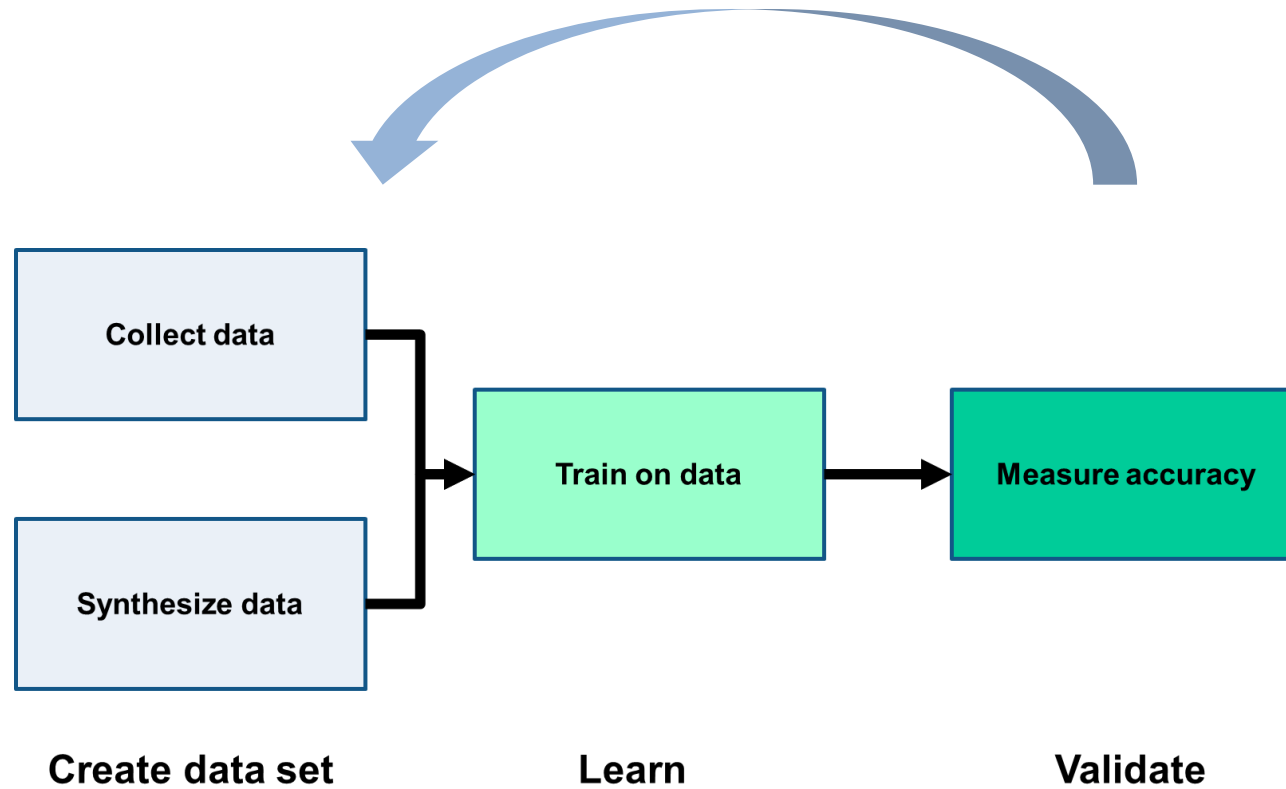 Collect data
Train on data
Measure accuracy
Synthesize data
Create data set
Learn
Validate